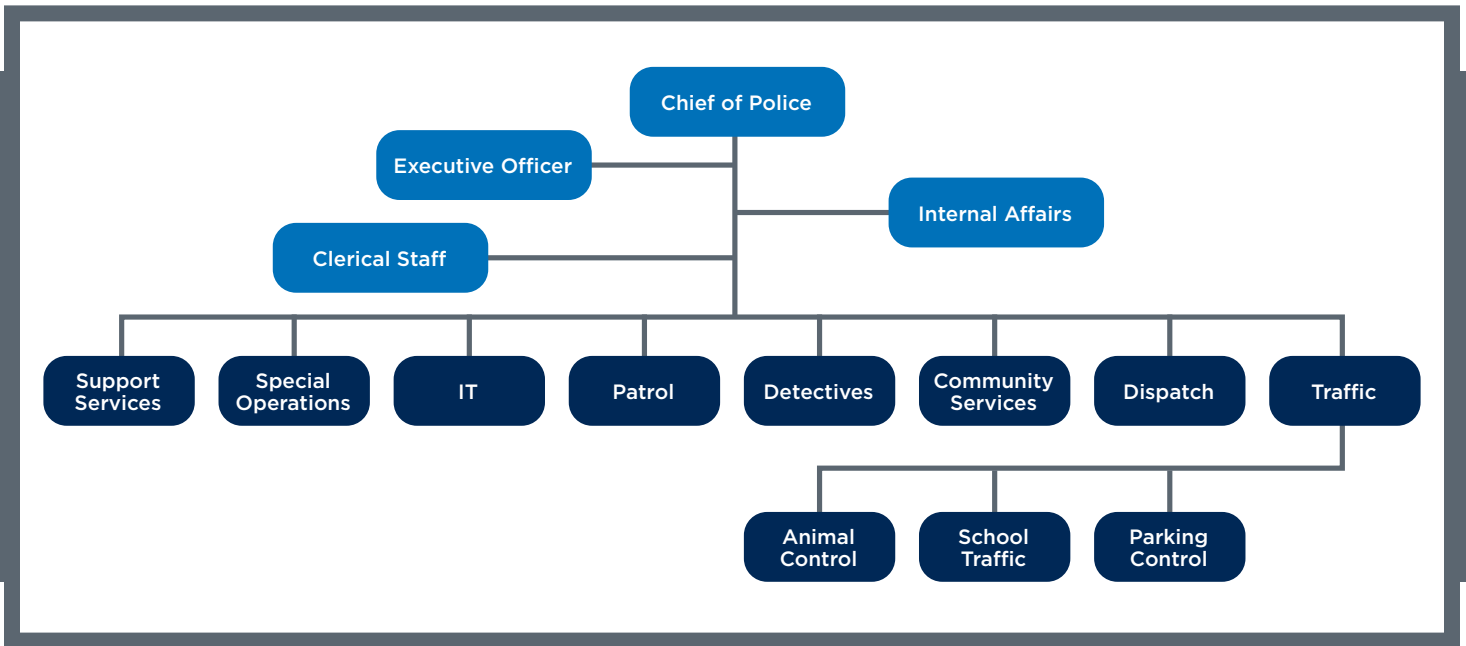 Chief of Police
Executive Officer
Internal Affairs
Clerical Staff
Support
Services
Special
Operations
IT
Patrol
Detectives
Community
Services
Dispatch
Traffic
Animal
Control
School
Traffic
Parking
Control